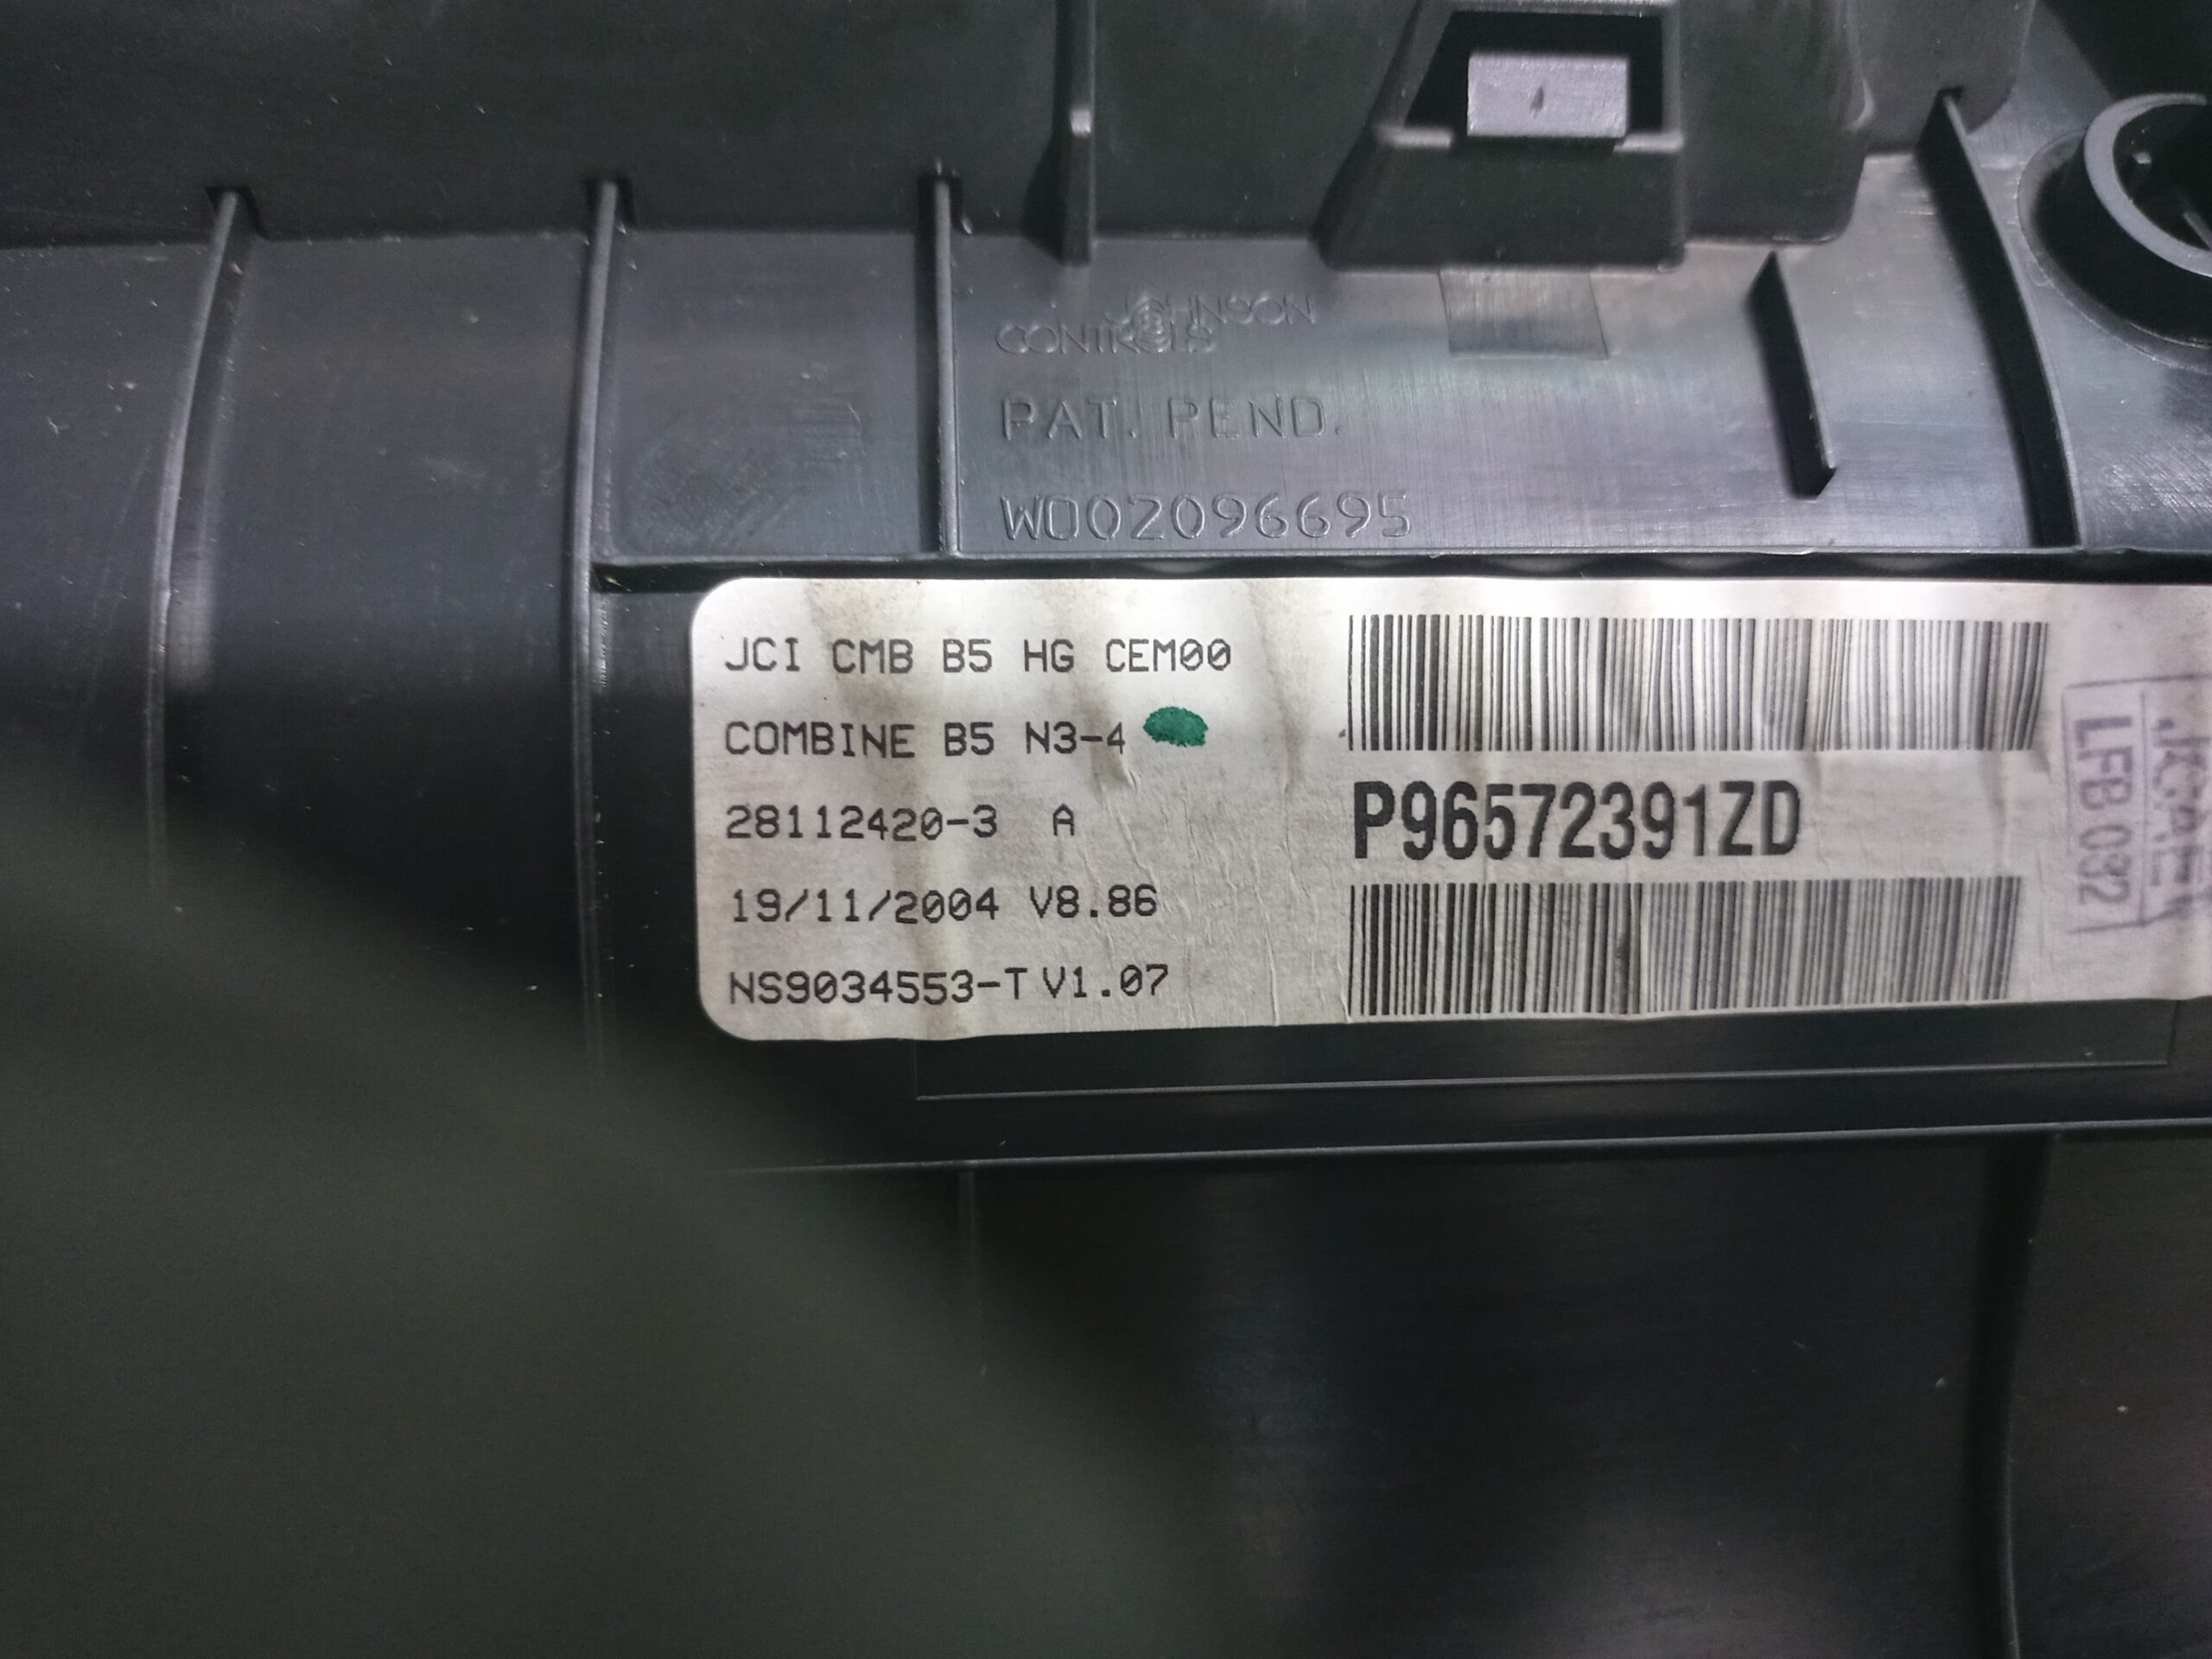 JOHNSON
CONTROLS
PAT. PEND.
WO02096695
JCI CMB B5 HG CEM00
COMBINE B5 N3-4
28112420-3 A
19/11/2004 V8.86
NS9034553-T V1.07
P96572391ZD
LFB 032